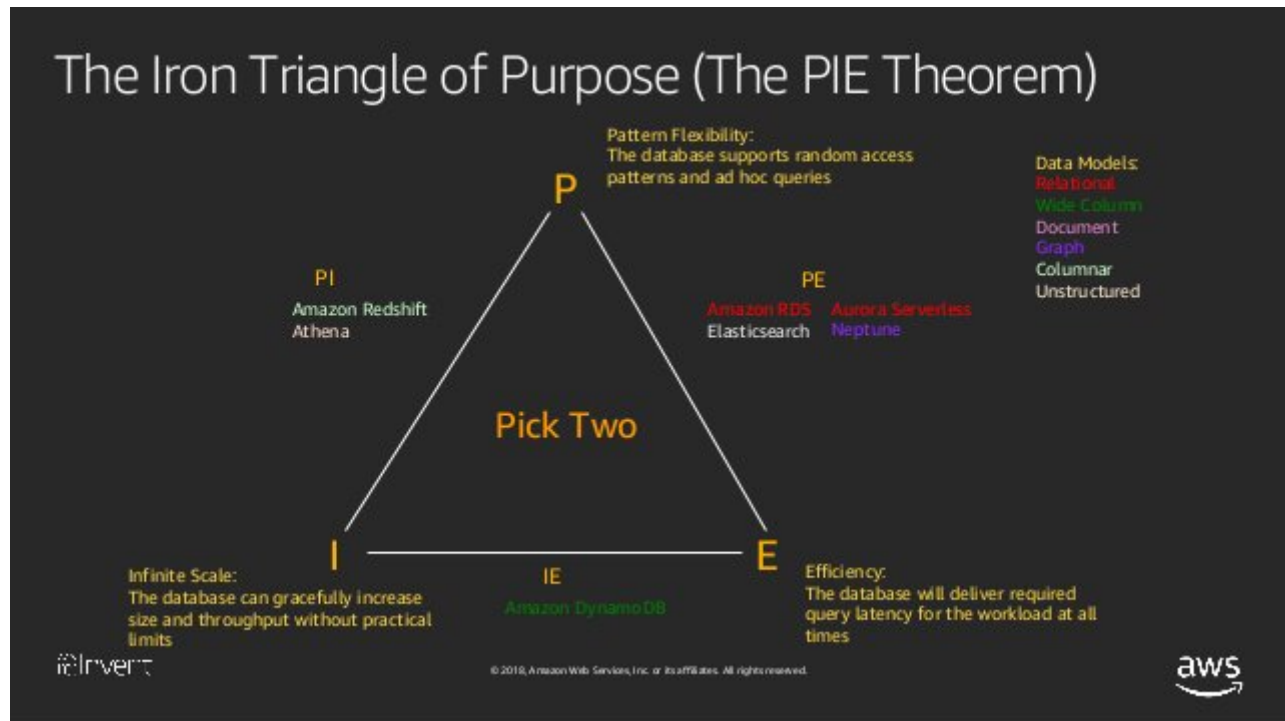 The Iron Triangle of Purpose (The PIE Theorem)
Pattern Flexibility:
The database supports random access
patterns and ad hoc queries
P
Data Models:
Relational
Wide Column
Document
Graph
Columnar
Unstructured
PI
Amazon Redshift
Athena
PE
Amazon RDS Aurora Serverless
Elasticsearch Neptune
Pick Two
I
E
Infinite Scale:
The database can gracefully increase
size and throughput without practical
limits
IE
Amazon DynamoDB
Efficiency:
The database will deliver required
query latency for the workload at all
times
re:Invent
© 2018, Amazon Web Services, Inc. or its affiliates. All rights reserved.
aws